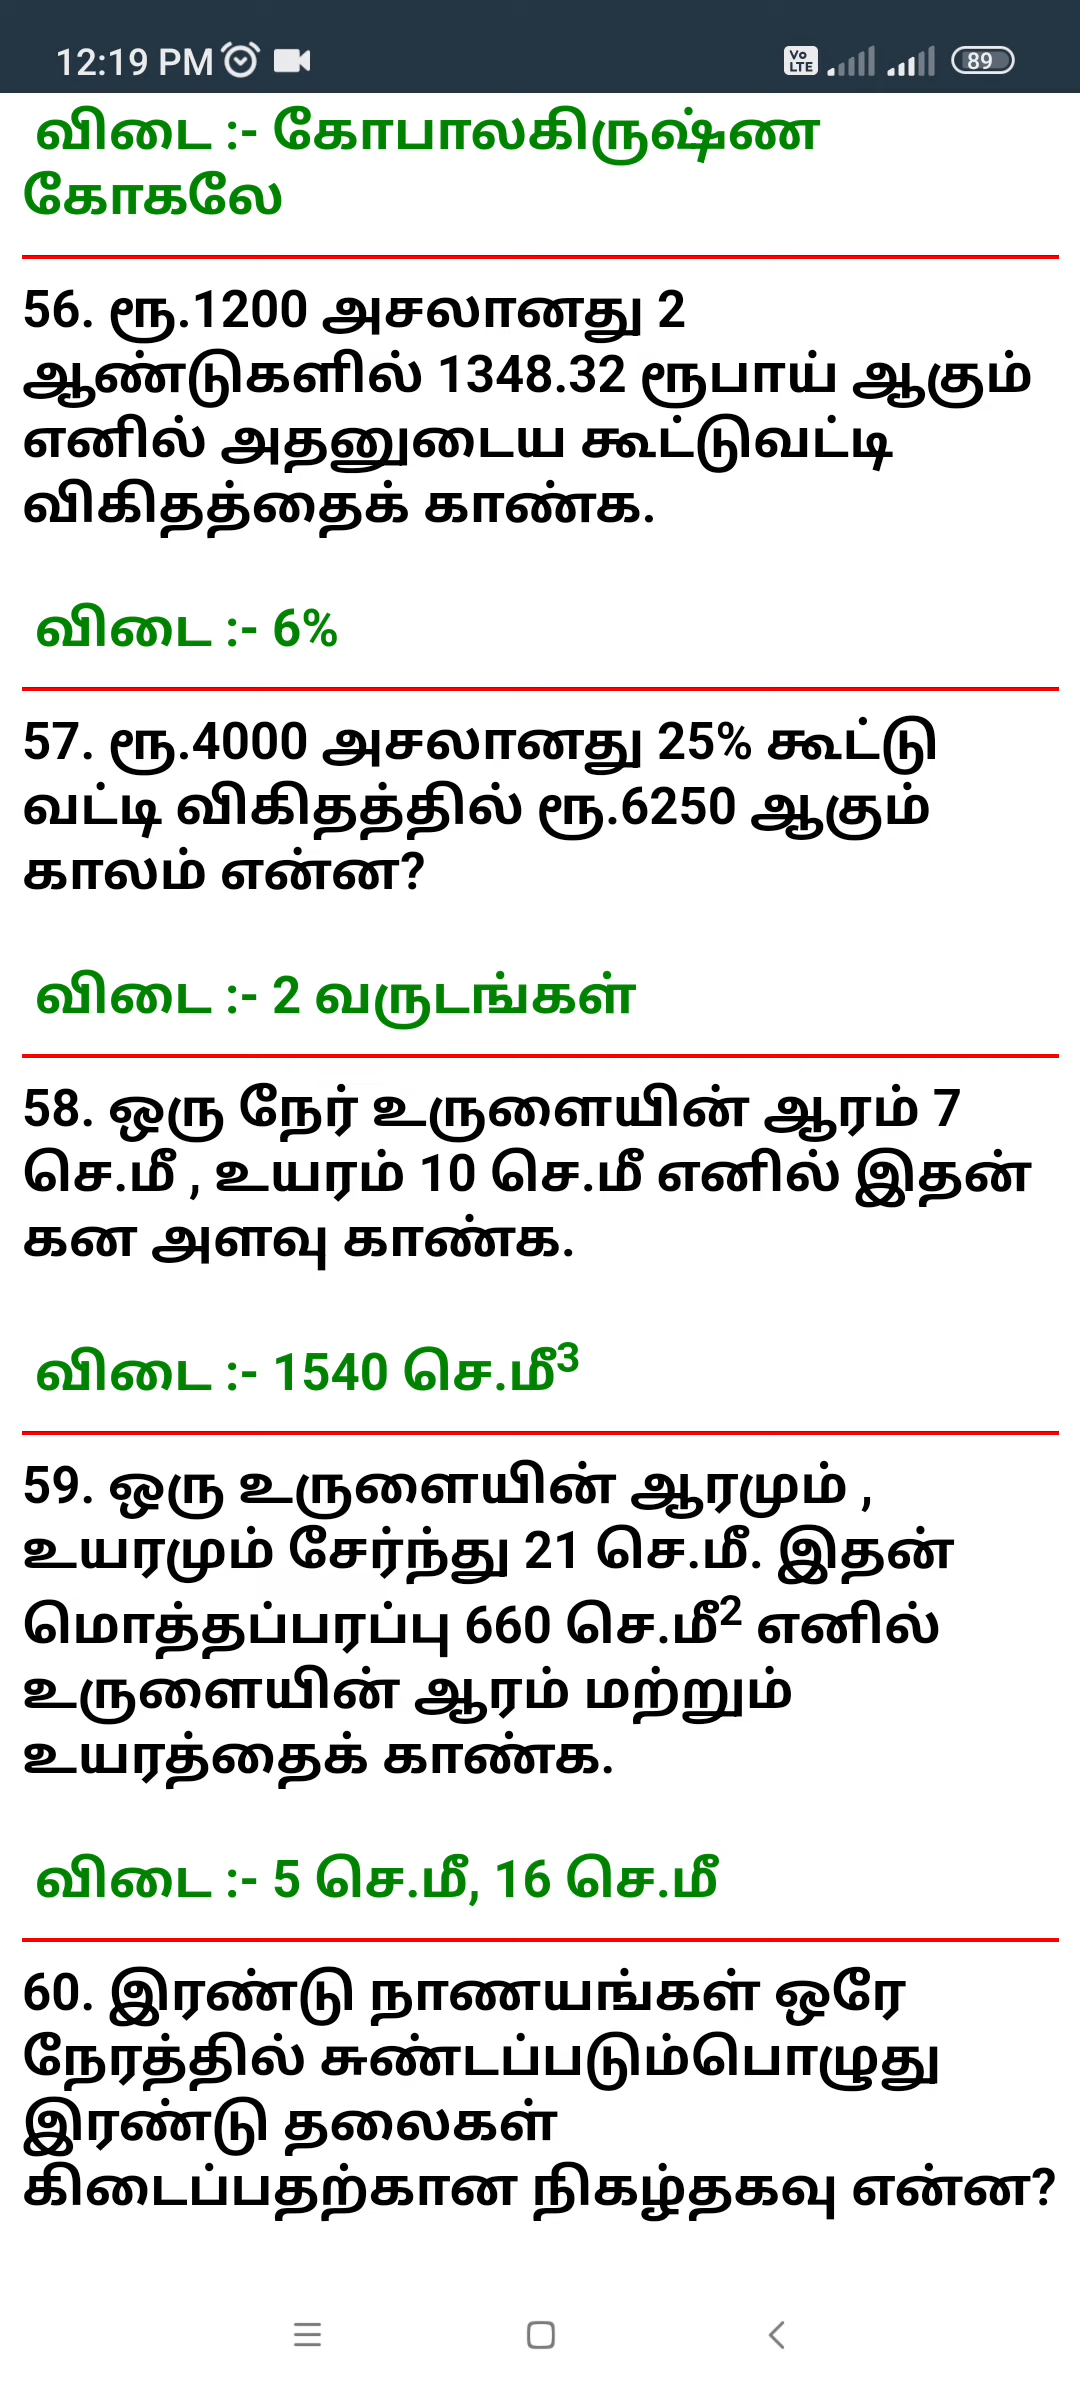 12:19 PM
Vo LTE 89
விடை :- கோபாலகிருஷ்ண
கோகலே
56. ரூ.1200 அசலானது 2
ஆண்டுகளில் 1348.32 ரூபாய் ஆகும்
எனில் அதனுடைய கூட்டுவட்டி
விகிதத்தைக் காண்க.
விடை :- 6%
57. ரூ.4000 அசலானது 25% கூட்டு
வட்டி விகிதத்தில் ரூ.6250 ஆகும்
காலம் என்ன?
விடை :- 2 வருடங்கள்
58. ஒரு நேர் உருளையின் ஆரம் 7
செ.மீ , உயரம் 10 செ.மீ எனில் இதன்
கன அளவு காண்க.
விடை :- 1540 செ.மீ³
59. ஒரு உருளையின் ஆரமும் ,
உயரமும் சேர்ந்து 21 செ.மீ. இதன்
மொத்தப்பரப்பு 660 செ.மீ² எனில்
உருளையின் ஆரம் மற்றும்
உயரத்தைக் காண்க.
விடை :- 5 செ.மீ, 16 செ.மீ
60. இரண்டு நாணயங்கள் ஒரே
நேரத்தில் சுண்டப்படும்பொழுது
இரண்டு தலைகள்
கிடைப்பதற்கான நிகழ்தகவு என்ன?